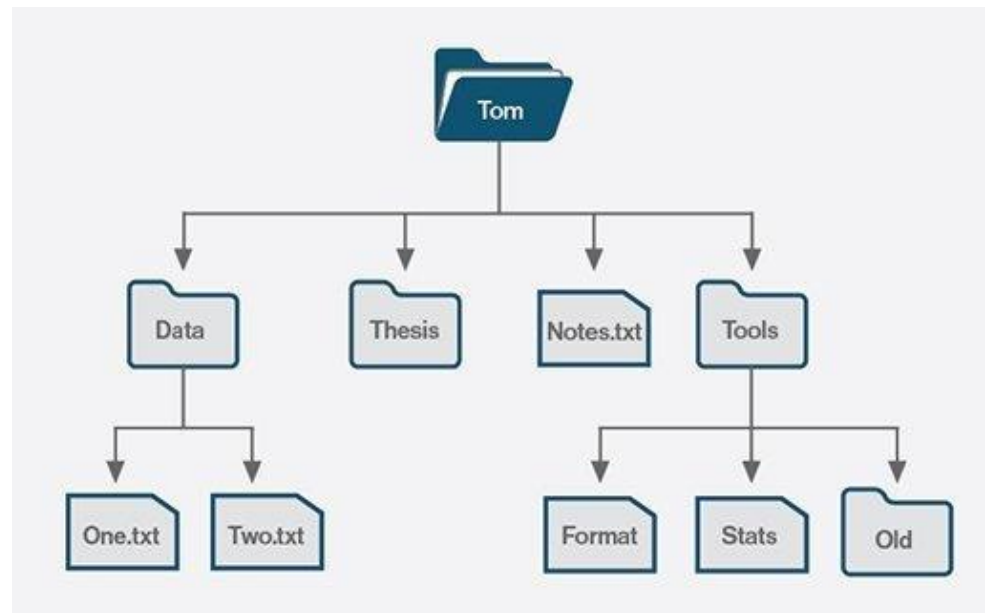 Tom
Data
Thesis
Notes.txt
Tools
One.txt
Two.txt
Format
Stats
Old